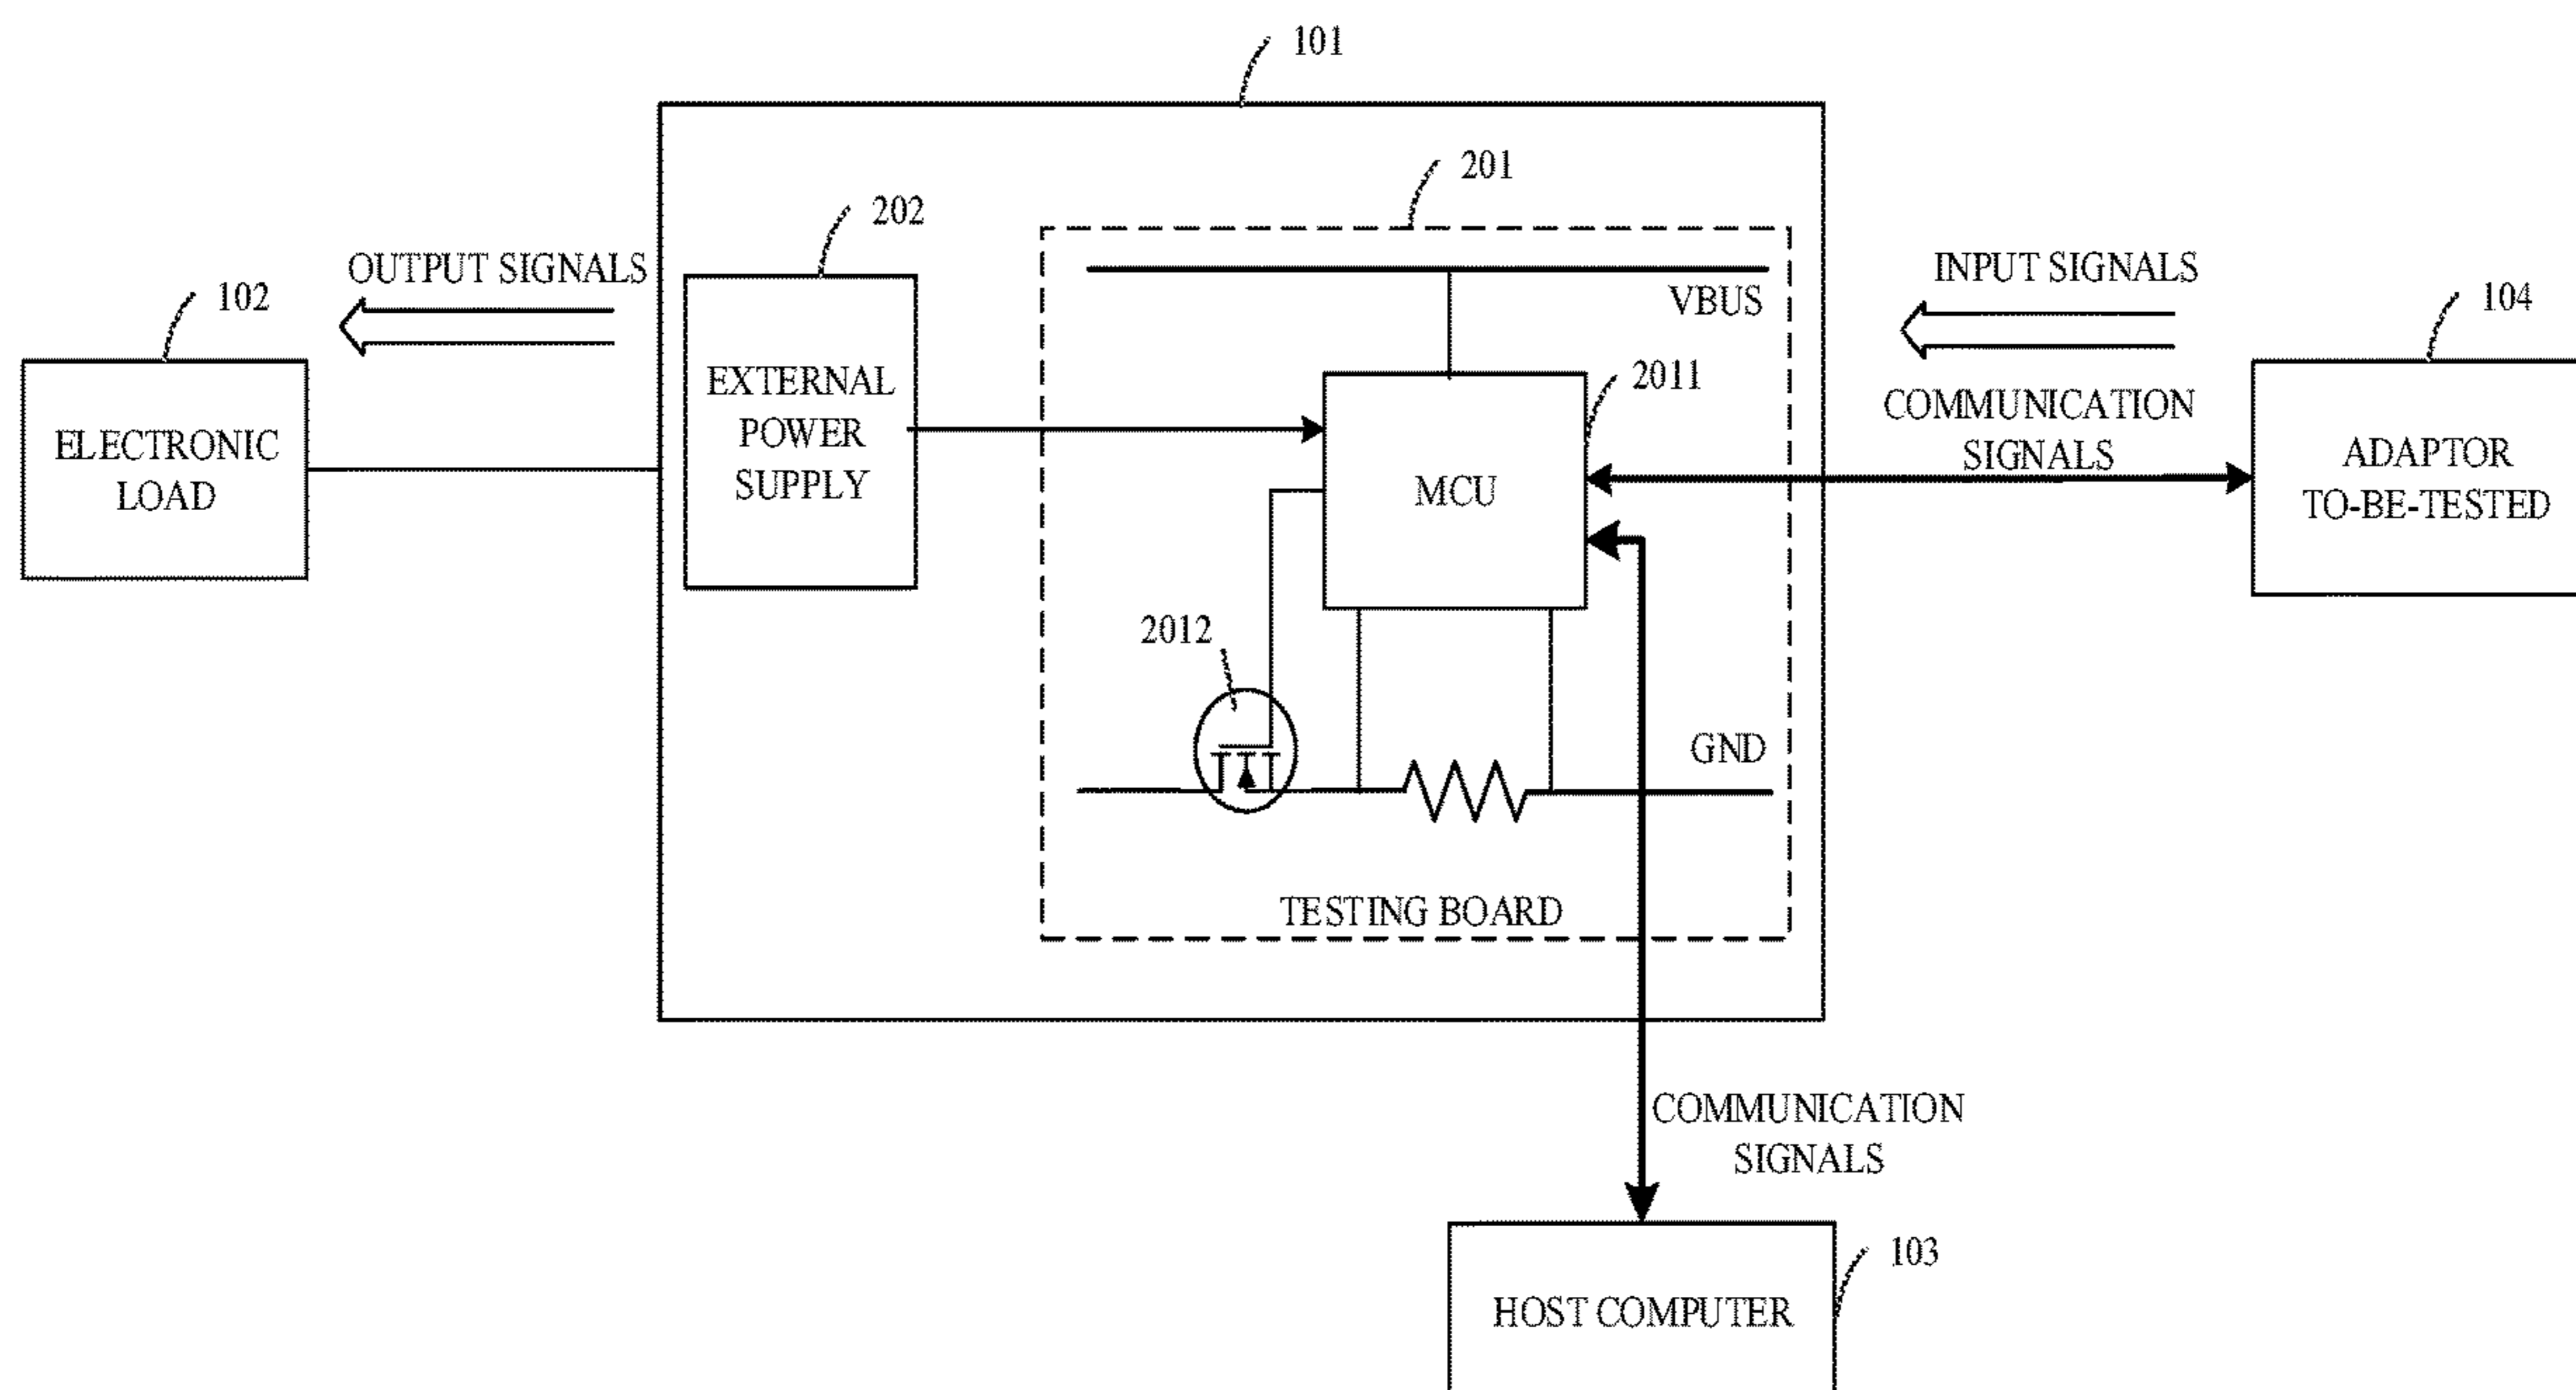 101
201
202
OUTPUT SIGNALS
INPUT SIGNALS
102
VBUS
104
EXTERNAL
POWER
SUPPLY
2011
COMMUNICATION
SIGNALS
ELECTRONIC
LOAD
MCU
ADAPTOR
TO-BE-TESTED
2012
GND
TESTING BOARD
COMMUNICATION
SIGNALS
103
HOST COMPUTER